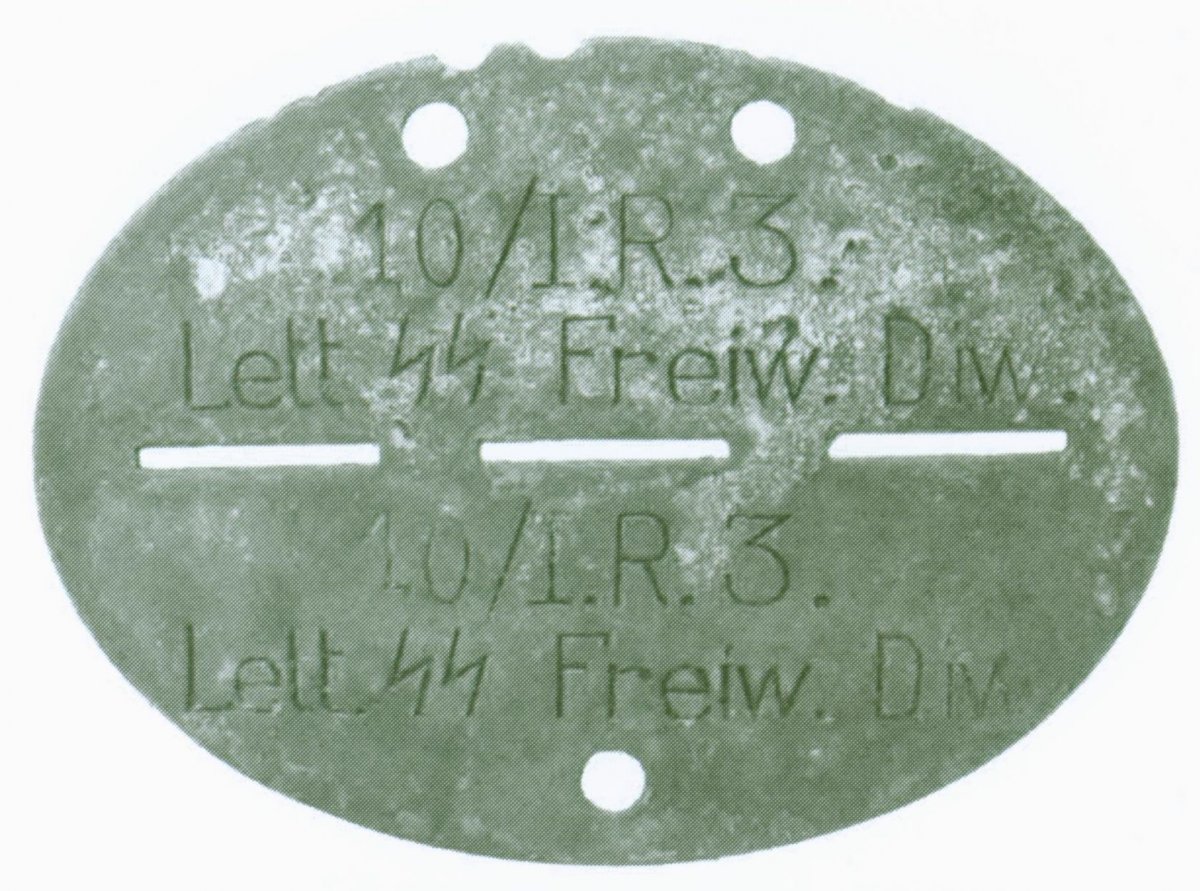 10/I.R.3.
Lett. ᛋᛋ Freiw. Div.
10/I.R.3.
Lett. ᛋᛋ Freiw. Div.